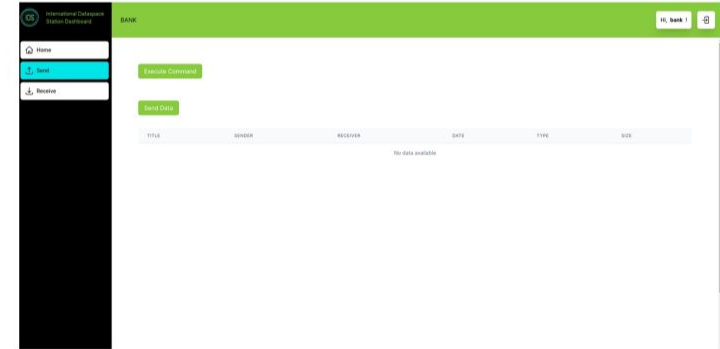 IDS
International Dataspace
Station Dashboard
BANK
Hi, bank !
Home
Send
Receive
Execute Command
Send Data
TITLE SENDER RECEIVER DATE TYPE SIZE
No data available